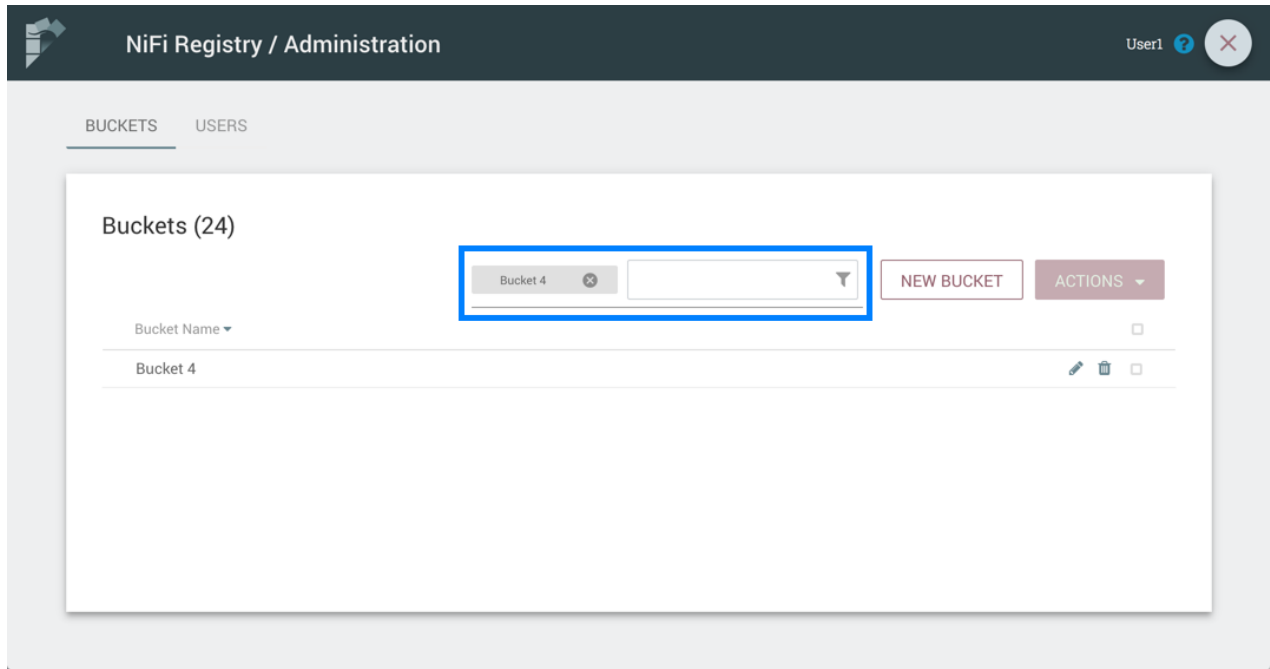 NiFi Registry / Administration
User1 ?
BUCKETS USERS
Buckets (24)
Bucket 4
NEW BUCKET
ACTIONS
Bucket Name
Bucket 4